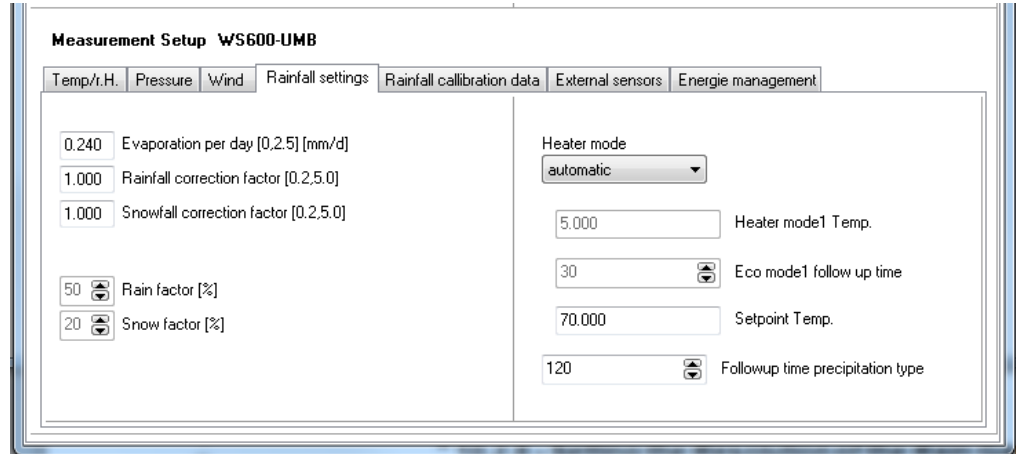 Measurement Setup WS600-UMB
Temp/r.H. Pressure Wind Rainfall settings Rainfall callibration data External sensors Energie management
0.240 Evaporation per day [0,2.5] [mm/d]
1.000 Rainfall correction factor [0.2,5.0]
1.000 Snowfall correction factor [0.2,5.0]
50 Rain factor [%]
20 Snow factor [%]
Heater mode
automatic
5.000 Heater mode1 Temp.
30 Eco mode1 follow up time
70.000 Setpoint Temp.
120 Followup time precipitation type